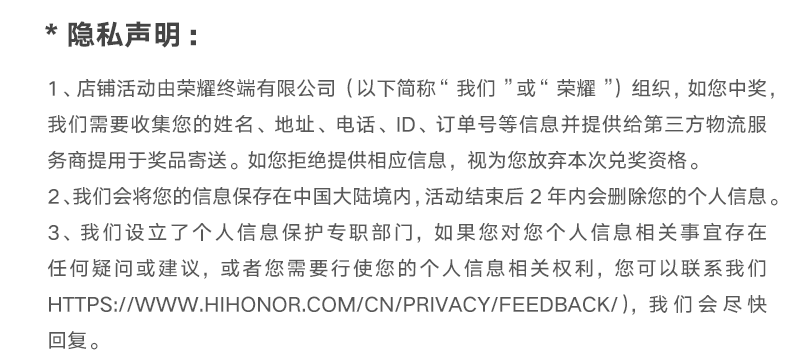 * 隐私声明：
1、店铺活动由荣耀终端有限公司（以下简称“ 我们 ”或“ 荣耀 ”）组织，如您中奖，
我们需要收集您的姓名、地址、电话、ID、订单号等信息并提供给第三方物流服
务商提用于奖品寄送。如您拒绝提供相应信息，视为您放弃本次兑奖资格。
2、我们会将您的信息保存在中国大陆境内，活动结束后 2 年内会删除您的个人信息。
3、我们设立了个人信息保护专职部门，如果您对您个人信息相关事宜存在
任何疑问或建议，或者您需要行使您的个人信息相关权利，您可以联系我们
HTTPS://WWW.HIHONOR.COM/CN/PRIVACY/FEEDBACK/），我们会尽快
回复。